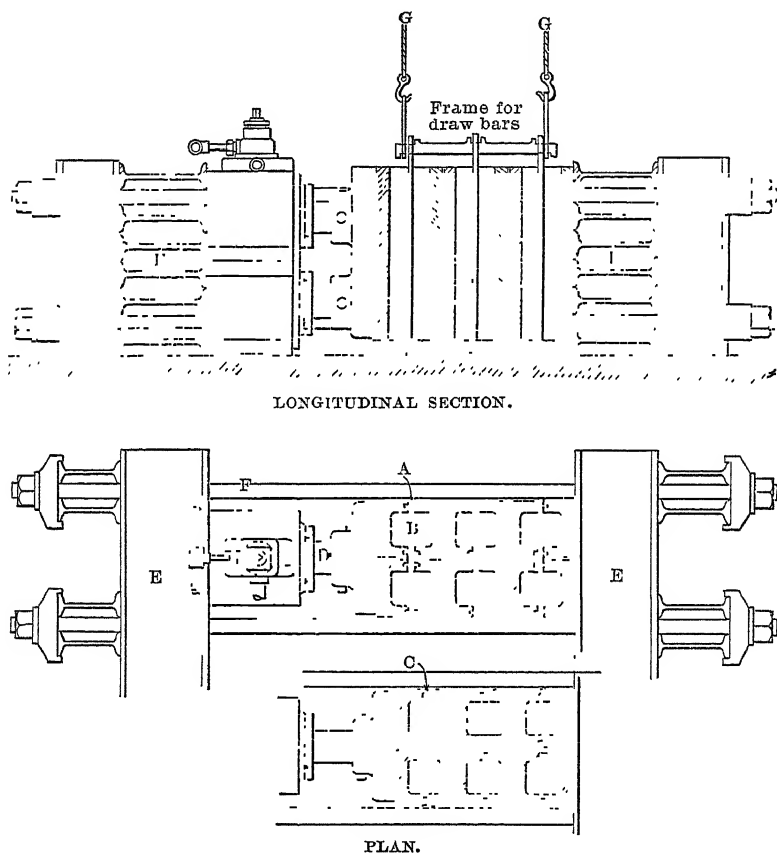 G
G
Frame for
draw bars
I
LONGITUDINAL SECTION.
F
A
B
E
E
C
PLAN.